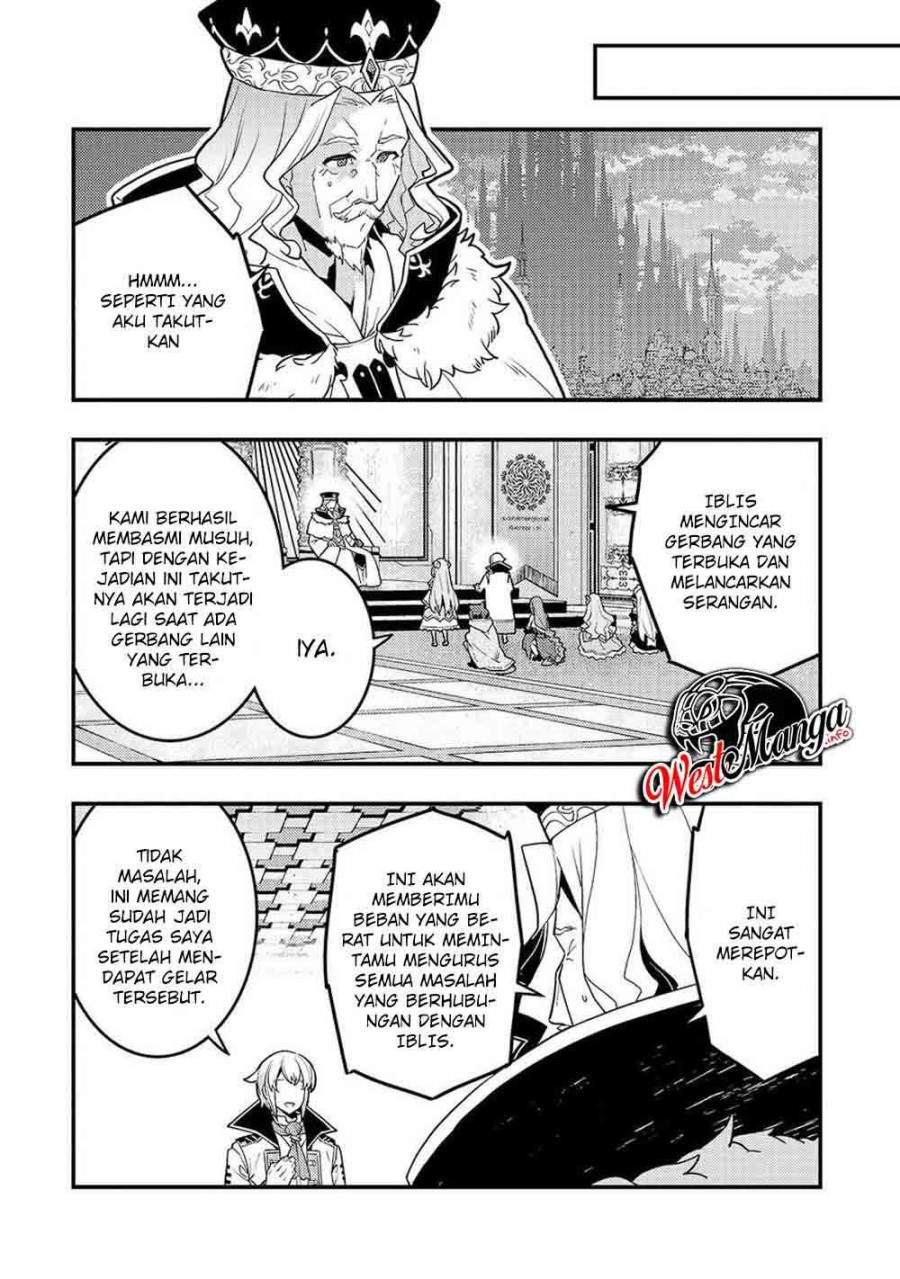 HMMM...
SEPERTI YANG
AKU TAKUT-
KAN
IBLIS
MENGINCAR
GERBANG YANG
TERBUKA DAN
MELANCARKAN
SERANGAN.
IYA.
KAMI BERHASIL
MEMBASMI MUSUH,
TAPI DENGAN KE-
JADIAN INI TAKUT-
NYA AKAN TERJADI
LAGI SAAT ADA
GERBANG LAIN
YANG TER-
BUKA...
WestManga
.info
INI
SANGAT
MEREPOT-
KAN.
INI AKAN
MEMBERIMU
BEBAN YANG BE-
RAT UNTUK MEMIN-
TAMU MENGURUS
SEMUA MASALAH
YANG BERHUBU-
NGAN DENGAN
IBLIS.
TIDAK
MASALAH,
INI MEMANG
SUDAH JADI
TUGAS SAYA
SETELAH MEN-
DAPAT GELAR
TERSEBUT.